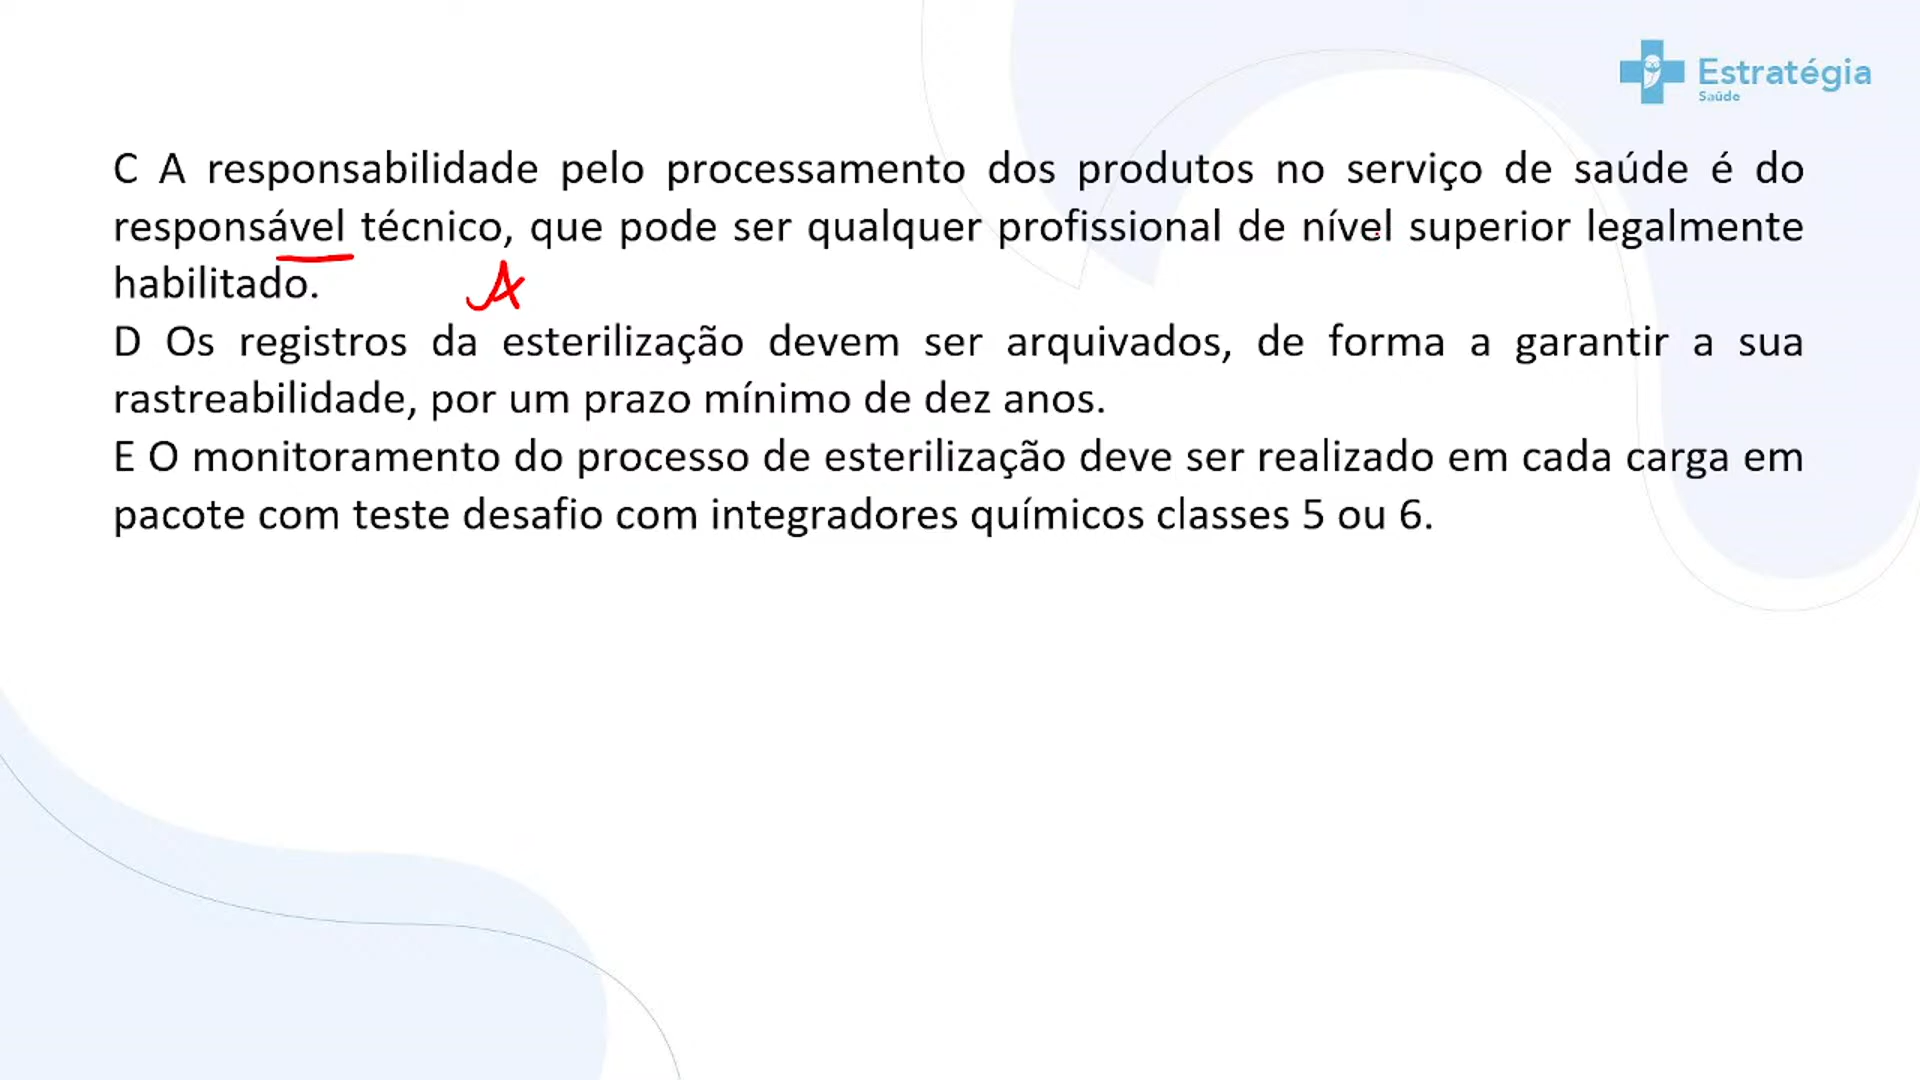 Estratégia
Saúde
C A responsabilidade pelo processamento dos produtos no serviço de saúde é do
responsável técnico, que pode ser qualquer profissional de nível superior legalmente
habilitado.
D Os registros da esterilização devem ser arquivados, de forma a garantir a sua
rastreabilidade, por um prazo mínimo de dez anos.
E O monitoramento do processo de esterilização deve ser realizado em cada carga em
pacote com teste desafio com integradores químicos classes 5 ou 6.